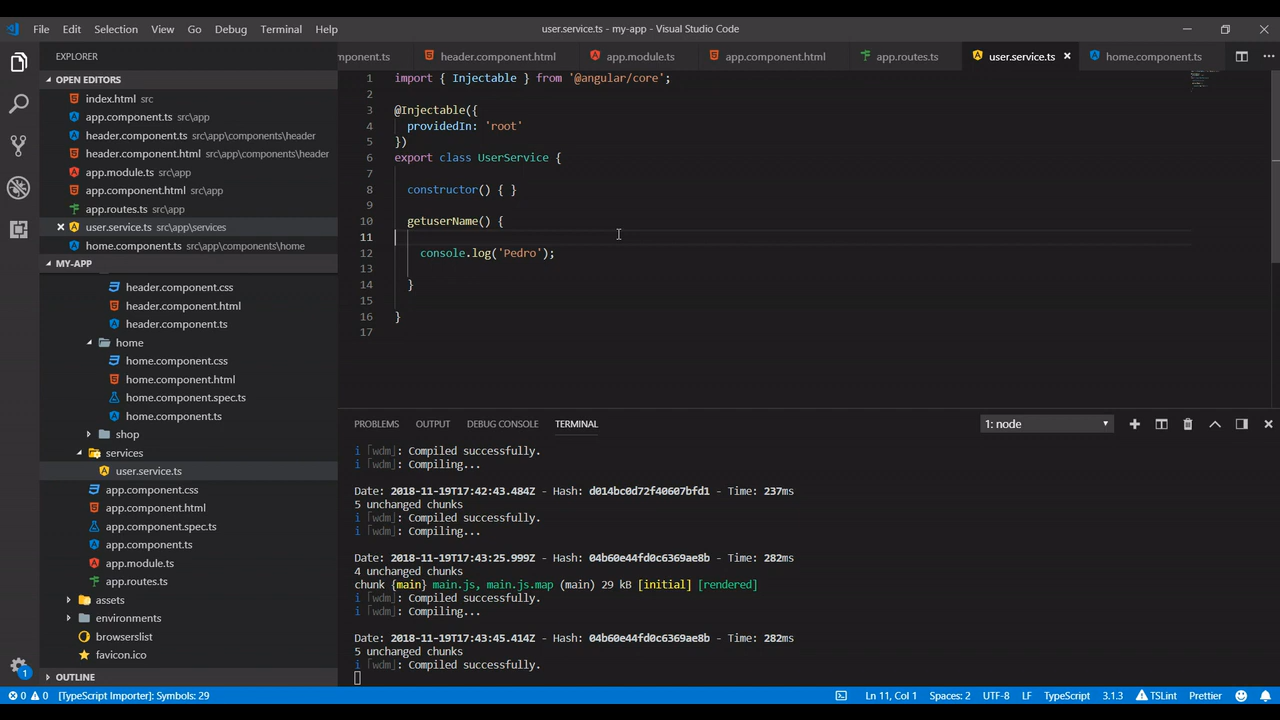 File Edit Selection View Go Debug Terminal Help
user.service.ts - my-app - Visual Studio Code
EXPLORER
OPEN EDITORS
index.html src
app.component.ts src\app
header.component.ts src\app\components\header
header.component.html src\app\components\header
app.module.ts src\app
app.component.html src\app
app.routes.ts src\app
user.service.ts src\app\services
home.component.ts src\app\components\home
MY-APP
header.component.css
header.component.html
header.component.ts
home
home.component.css
home.component.html
home.component.spec.ts
home.component.ts
shop
services
user.service.ts
app.component.css
app.component.html
app.component.spec.ts
app.component.ts
app.module.ts
app.routes.ts
assets
environments
browserslist
favicon.ico
OUTLINE
mponent.ts header.component.html app.module.ts app.component.html app.routes.ts user.service.ts home.component.ts
1 import { Injectable } from '@angular/core';
2
3 @Injectable({
4 providedIn: 'root'
5 })
6 export class UserService {
7
8 constructor() { }
9
10 getuserName() {
11
12 console.log('Pedro');
13
14 }
15
16 }
17
PROBLEMS OUTPUT DEBUG CONSOLE TERMINAL 1: node
i ｢wdm｣: Compiled successfully.
i ｢wdm｣: Compiling...
Date: 2018-11-19T17:42:43.484Z - Hash: d014bc0d72f40607bfd1 - Time: 237ms
5 unchanged chunks
i ｢wdm｣: Compiled successfully.
i ｢wdm｣: Compiling...
Date: 2018-11-19T17:43:25.999Z - Hash: 04b60e44fd0c6369ae8b - Time: 282ms
4 unchanged chunks
chunk {main} main.js, main.js.map (main) 29 kB [initial] [rendered]
i ｢wdm｣: Compiled successfully.
i ｢wdm｣: Compiling...
Date: 2018-11-19T17:43:45.414Z - Hash: 04b60e44fd0c6369ae8b - Time: 282ms
5 unchanged chunks
i ｢wdm｣: Compiled successfully.
1
0 0 [TypeScript Importer]: Symbols: 29 Ln 11, Col 1 Spaces: 2 UTF-8 LF TypeScript 3.1.3 TSLint Prettier